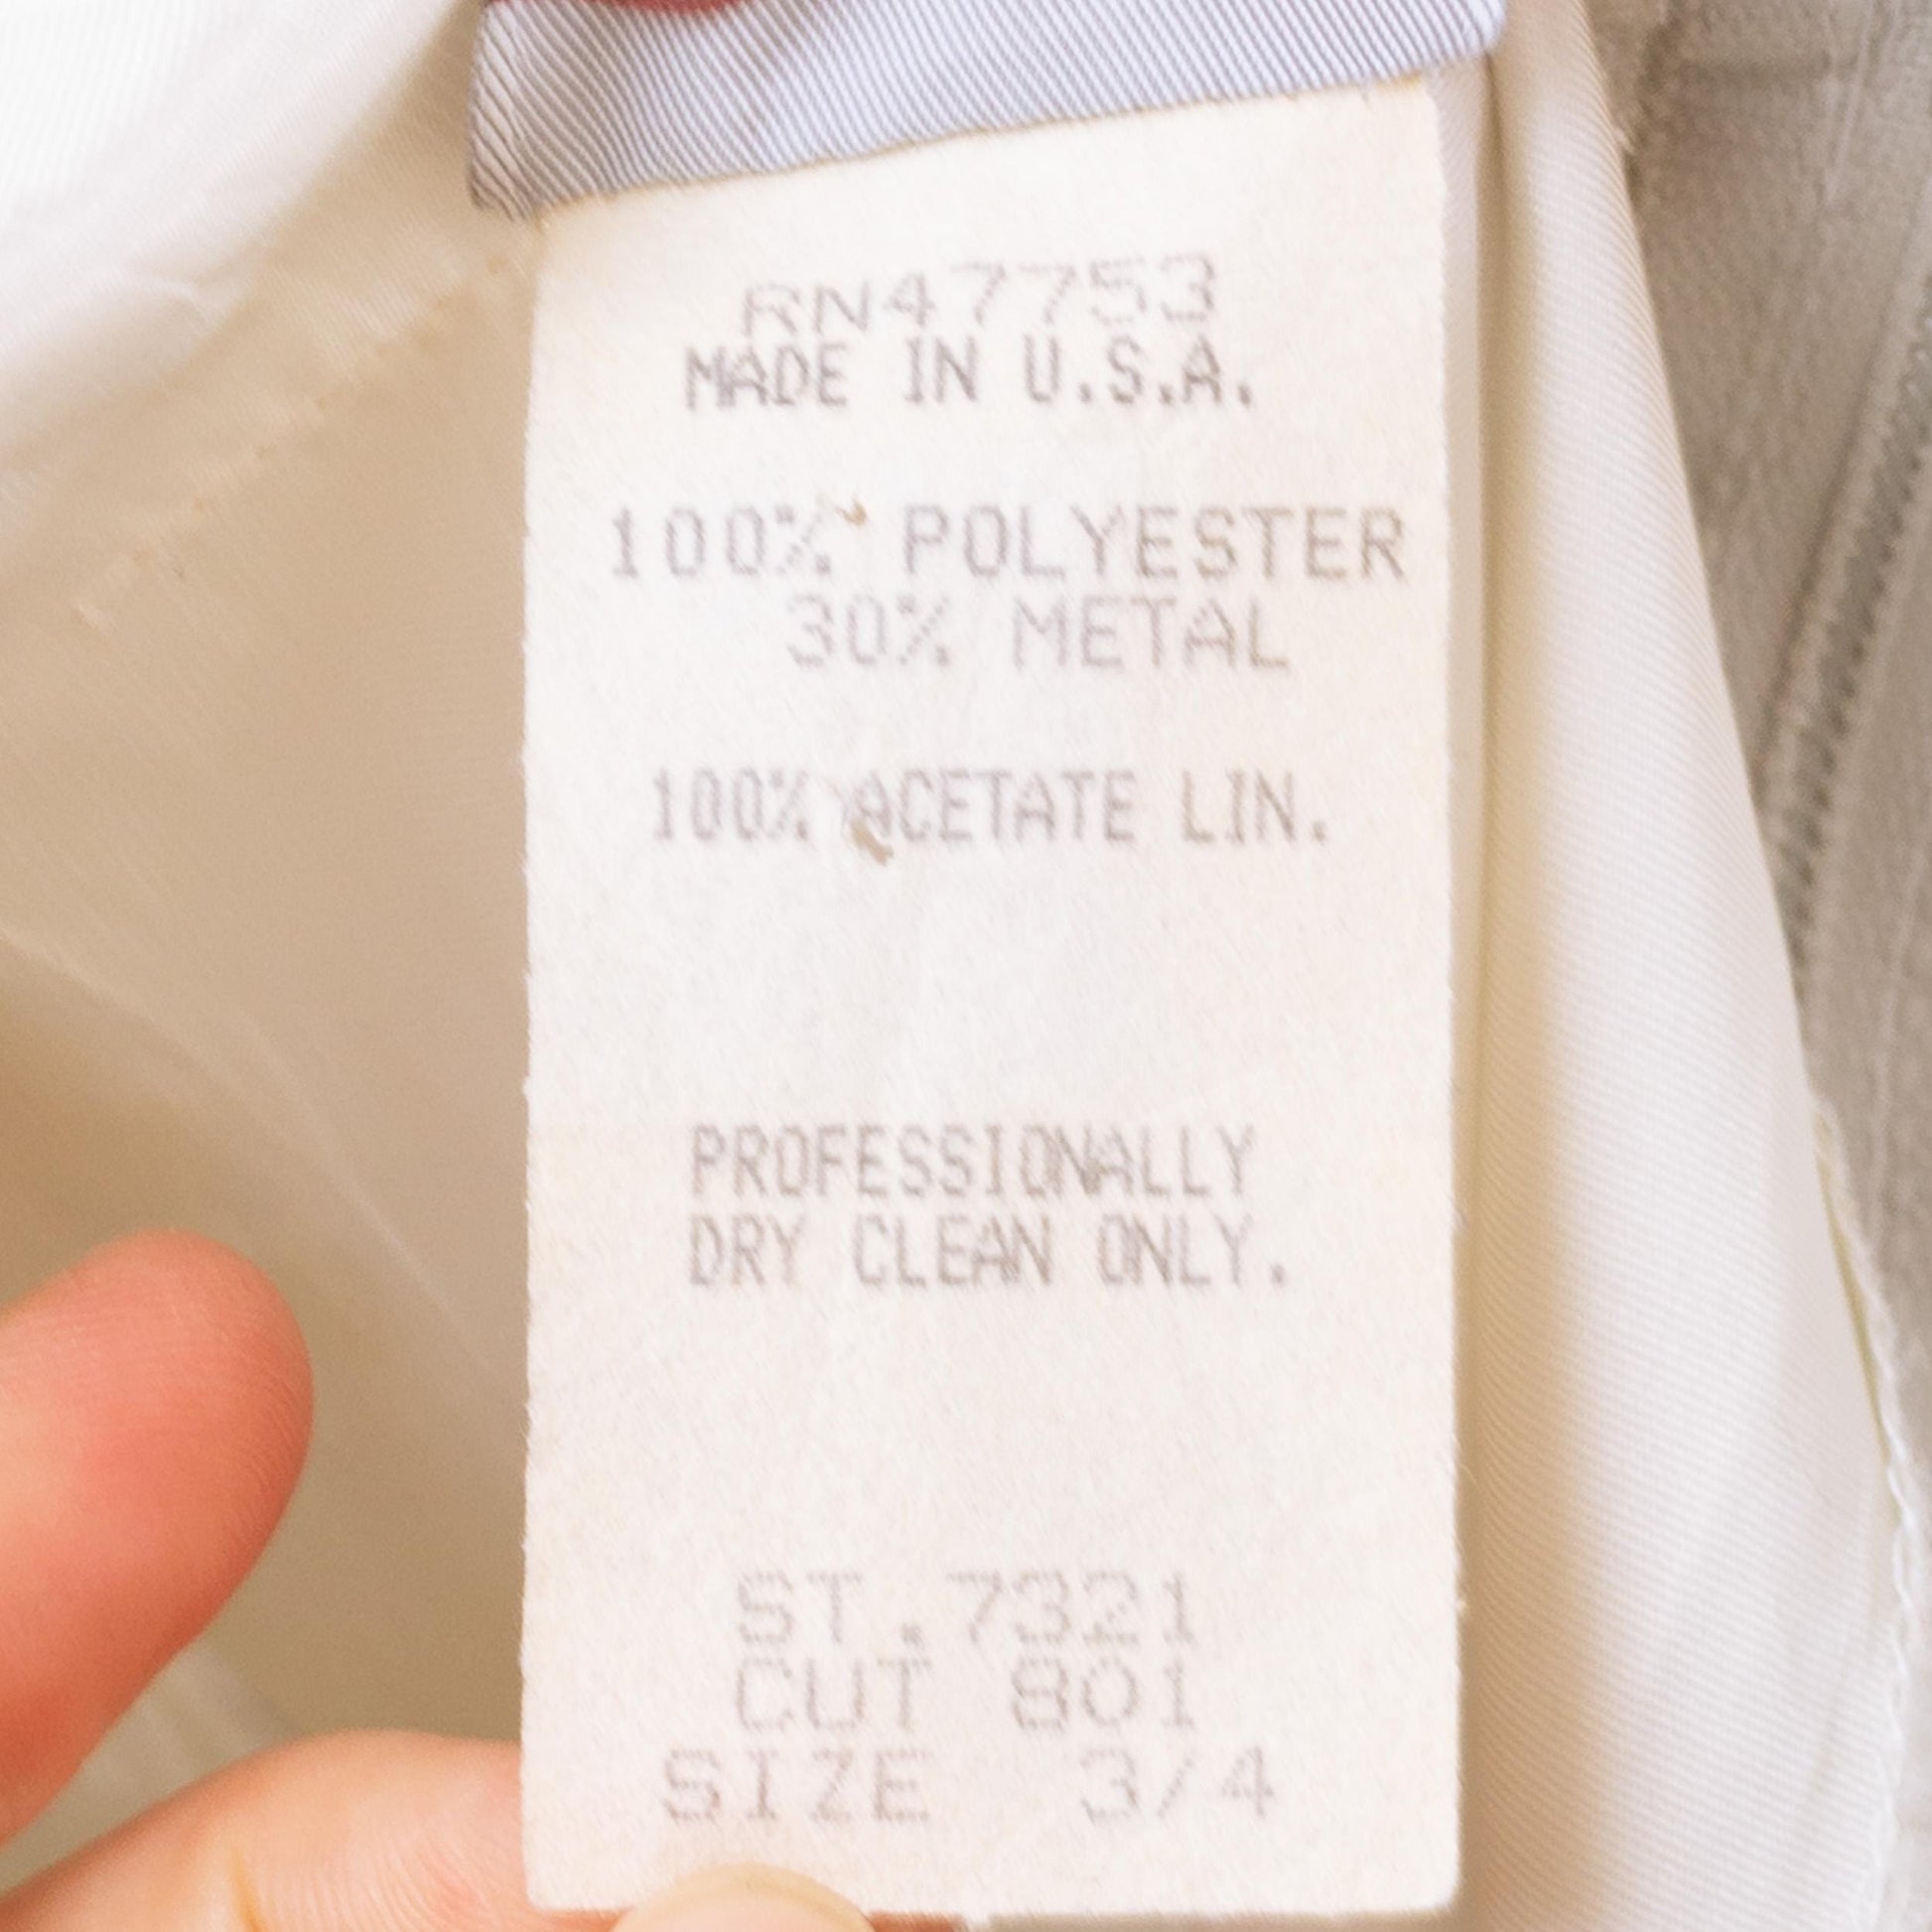 RN47753
MADE IN U.S.A.
100% POLYESTER
30% METAL
100% ACETATE LIN.
PROFESSIONALLY
DRY CLEAN ONLY.
ST.7321
CUT 801
SIZE 3/4